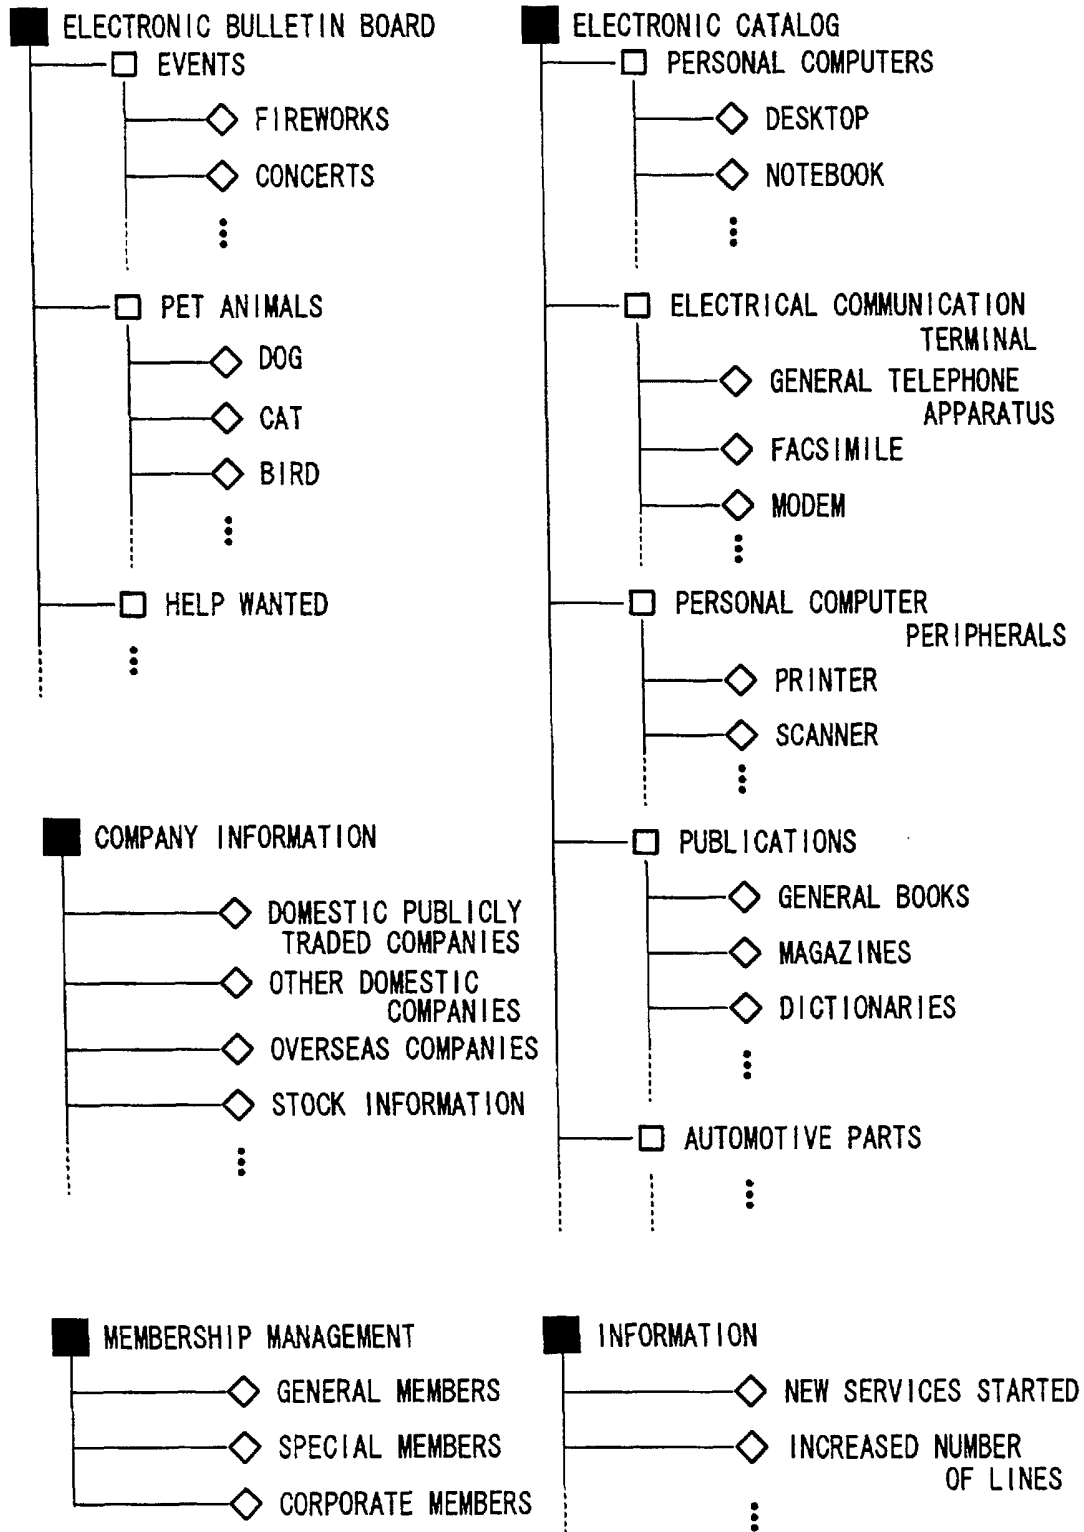 ELECTRONIC BULLETIN BOARD
EVENTS
FIREWORKS
CONCERTS
PET ANIMALS
DOG
CAT
BIRD
HELP WANTED
ELECTRONIC CATALOG
PERSONAL COMPUTERS
DESKTOP
NOTEBOOK
ELECTRICAL COMMUNICATION
TERMINAL
GENERAL TELEPHONE
APPARATUS
FACSIMILE
MODEM
PERSONAL COMPUTER
PERIPHERALS
PRINTER
SCANNER
PUBLICATIONS
GENERAL BOOKS
MAGAZINES
DICTIONARIES
AUTOMOTIVE PARTS
COMPANY INFORMATION
DOMESTIC PUBLICLY
TRADED COMPANIES
OTHER DOMESTIC
COMPANIES
OVERSEAS COMPANIES
STOCK INFORMATION
MEMBERSHIP MANAGEMENT
GENERAL MEMBERS
SPECIAL MEMBERS
CORPORATE MEMBERS
INFORMATION
NEW SERVICES STARTED
INCREASED NUMBER
OF LINES